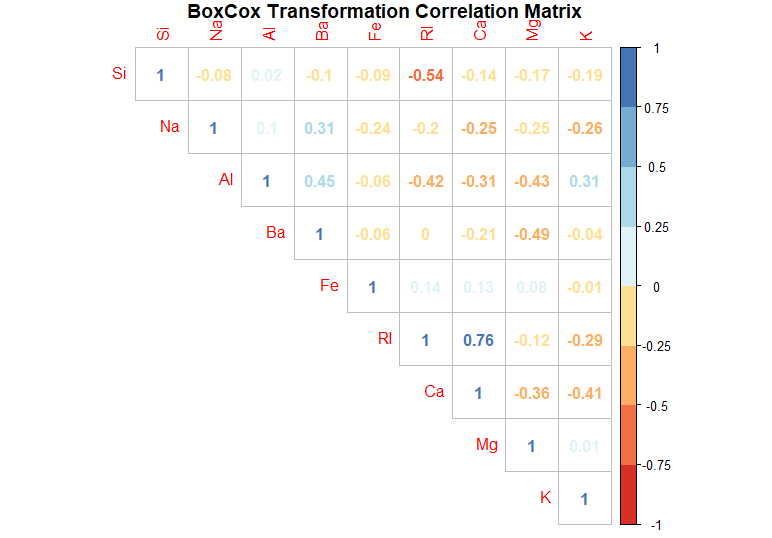 BoxCox Transformation Correlation Matrix
Si Na Al Ba Fe RI Ca Mg K
Si 1 -0.08 0.02 -0.1 -0.09 -0.54 -0.14 -0.17 -0.19
Na 1 0.1 0.31 -0.24 -0.2 -0.25 -0.25 -0.26
Al 1 0.45 -0.06 -0.42 -0.31 -0.43 0.31
Ba 1 -0.06 0 -0.21 -0.49 -0.04
Fe 1 0.14 0.13 0.08 -0.01
RI 1 0.76 -0.12 -0.29
Ca 1 -0.36 -0.41
Mg 1 0.01
K 1
1
0.75
0.5
0.25
0
-0.25
-0.5
-0.75
-1